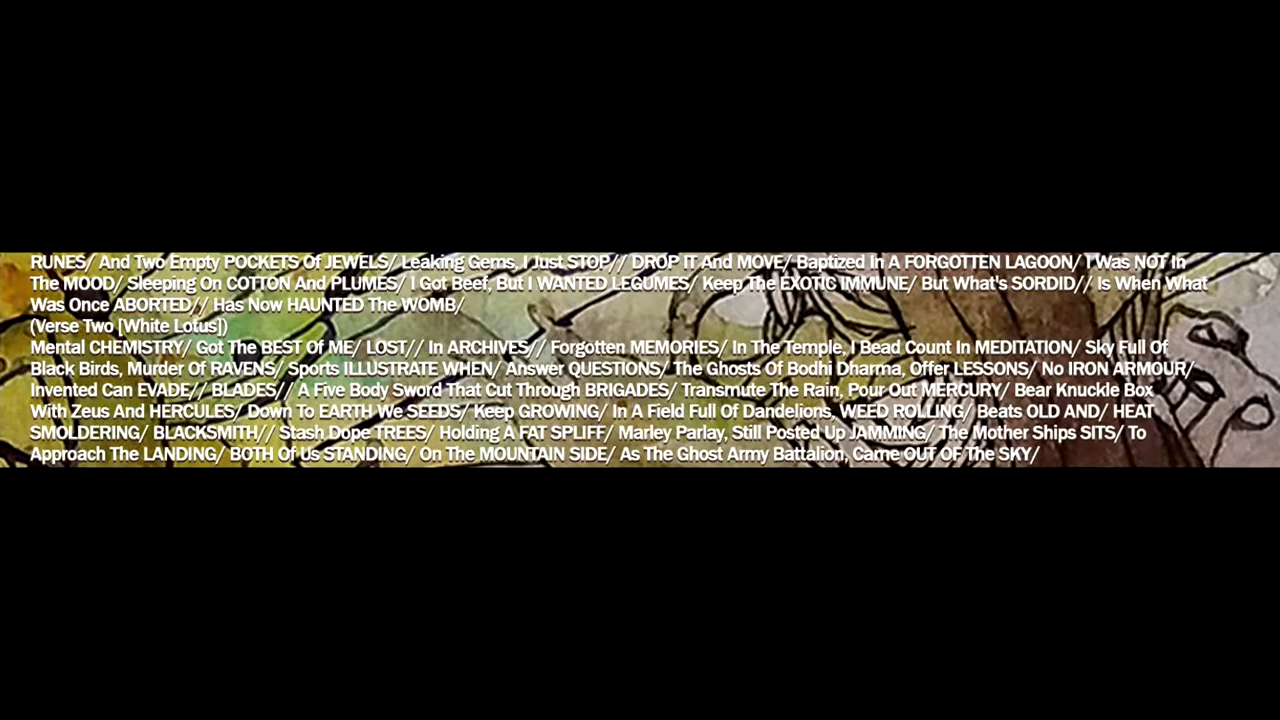 RUNES/ And Two Empty POCKETS Of JEWELS/ Leaking Gems, I Just STOP// DROP IT And MOVE/ Baptized In A FORGOTTEN LAGOON/ I Was NOT In
The MOOD/ Sleeping On COTTON And PLUMES/ I Got Beef, But I WANTED LEGUMES/ Keep The EXOTIC IMMUNE/ But What's SORDID// Is When What
Was Once ABORTED// Has Now HAUNTED The WOMB/
(Verse Two [White Lotus])
Mental CHEMISTRY/ Got The BEST Of ME/ LOST// In ARCHIVES// Forgotten MEMORIES/ In The Temple, I Bead Count In MEDITATION/ Sky Full Of
Black Birds, Murder Of RAVENS/ Sports ILLUSTRATE WHEN/ Answer QUESTIONS/ The Ghosts Of Bodhi Dharma, Offer LESSONS/ No IRON ARMOUR/
Invented Can EVADE// BLADES// A Five Body Sword That Cut Through BRIGADES/ Transmute The Rain, Pour Out MERCURY/ Bear Knuckle Box
With Zeus And HERCULES/ Down To EARTH We SEEDS/ Keep GROWING/ In A Field Full Of Dandelions, WEED ROLLING/ Beats OLD AND/ HEAT
SMOLDERING/ BLACKSMITH// Stash Dope TREES/ Holding A FAT SPLIFF/ Marley Parlay, Still Posted Up JAMMING/ The Mother Ships SITS/ To
Approach The LANDING/ BOTH Of Us STANDING/ On The MOUNTAIN SIDE/ As The Ghost Army Battalion, Came OUT OF The SKY/